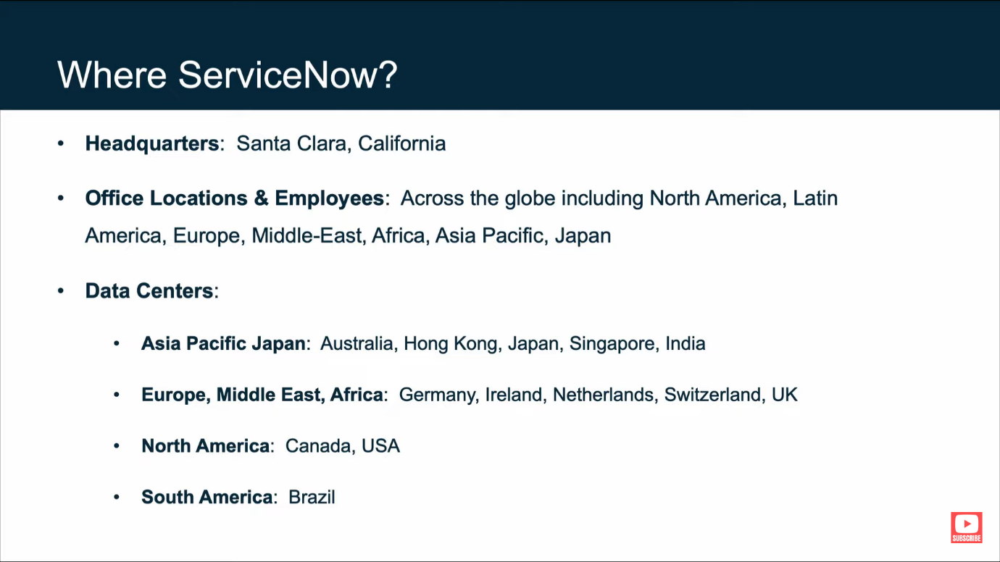 Where ServiceNow?
• Headquarters: Santa Clara, California
• Office Locations & Employees: Across the globe including North America, Latin
America, Europe, Middle-East, Africa, Asia Pacific, Japan
• Data Centers:
• Asia Pacific Japan: Australia, Hong Kong, Japan, Singapore, India
• Europe, Middle East, Africa: Germany, Ireland, Netherlands, Switzerland, UK
• North America: Canada, USA
• South America: Brazil
SUBSCRIBE